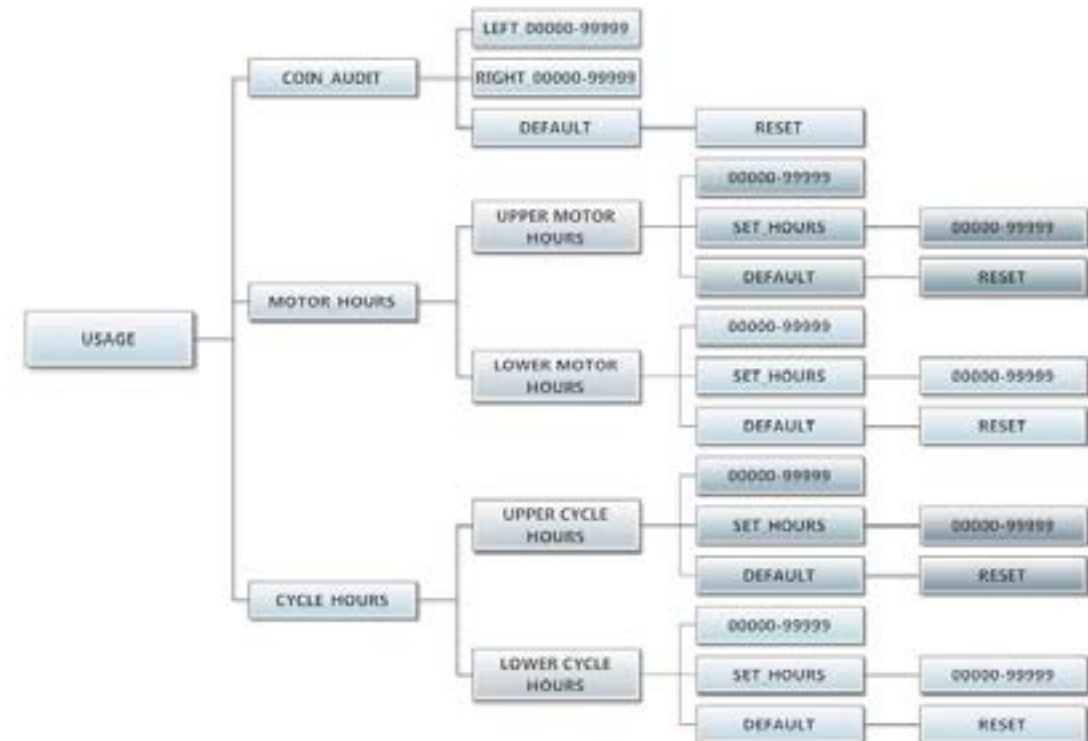 USAGE
COIN_AUDIT
LEFT_00000-99999
RIGHT_00000-99999
DEFAULT
RESET
MOTOR_HOURS
UPPER MOTOR
HOURS
00000-99999
SET_HOURS
00000-99999
DEFAULT
RESET
LOWER MOTOR
HOURS
00000-99999
SET_HOURS
00000-99999
DEFAULT
RESET
CYCLE_HOURS
UPPER CYCLE
HOURS
00000-99999
SET_HOURS
00000-99999
DEFAULT
RESET
LOWER CYCLE
HOURS
00000-99999
SET_HOURS
00000-99999
DEFAULT
RESET